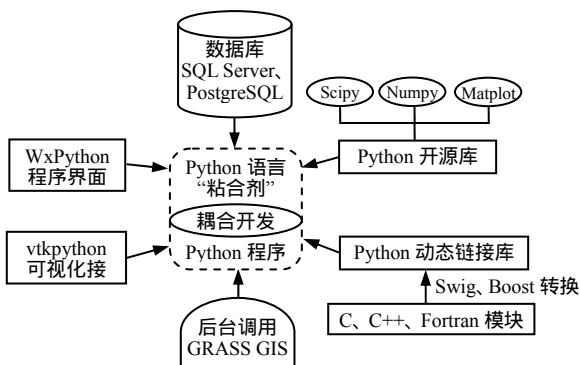 数据库
SQL Server、
PostgreSQL
Scipy
Numpy
Matplot
WxPython
程序界面
Python 语言
“粘合剂”
Python 开源库
耦合开发
vtkpython
可视化接
Python 程序
Python 动态链接库
Swig、Boost 转换
后台调用
GRASS GIS
C、C++、Fortran 模块